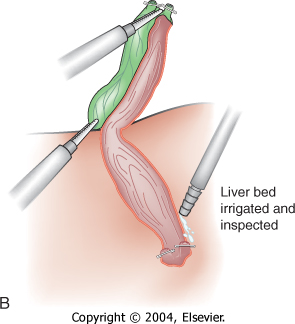 Liver bed
irrigated and
inspected
B
Copyright © 2004, Elsevier.